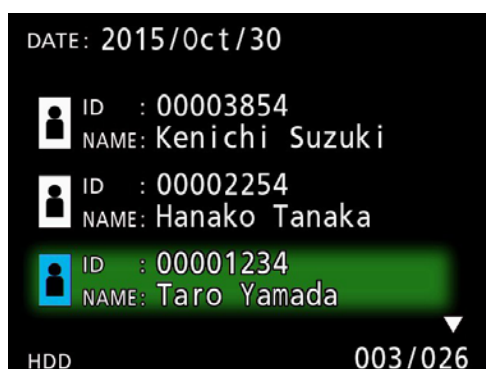 DATE: 2015/Oct/30
ID : 00003854
NAME: Kenichi Suzuki
ID : 00002254
NAME: Hanako Tanaka
ID : 00001234
NAME: Taro Yamada
HDD 003/026